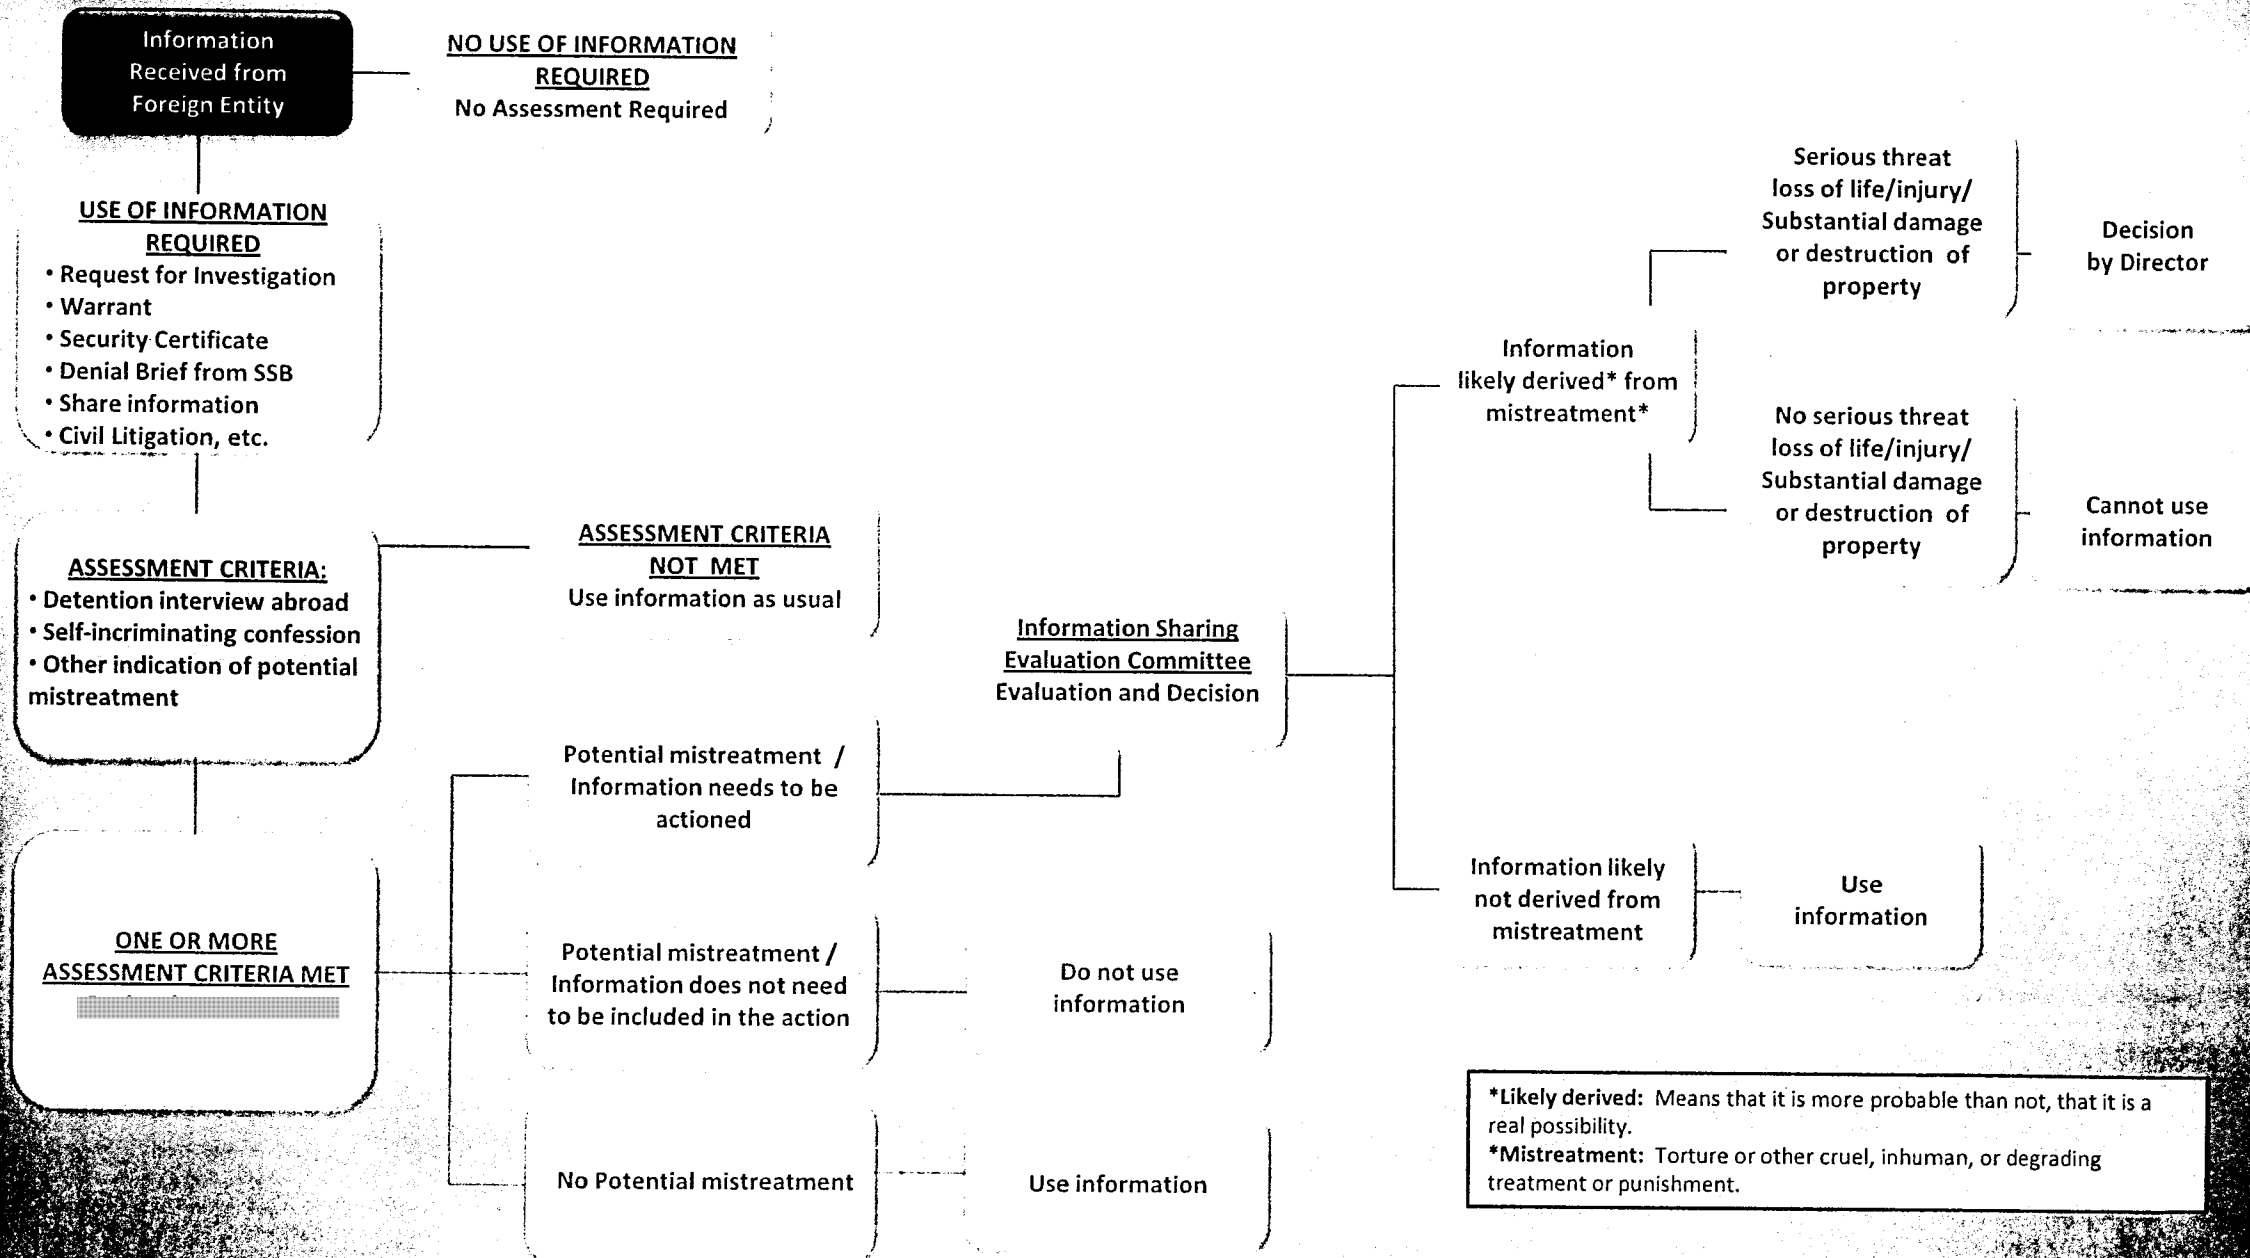 Information
Received from
Foreign Entity
NO USE OF INFORMATION
REQUIRED
No Assessment Required
USE OF INFORMATION
REQUIRED
• Request for Investigation
• Warrant
• Security Certificate
• Denial Brief from SSB
• Share information
• Civil Litigation, etc.
ASSESSMENT CRITERIA:
• Detention interview abroad
• Self-incriminating confession
• Other indication of potential
mistreatment
ASSESSMENT CRITERIA
NOT MET
Use information as usual
ONE OR MORE
ASSESSMENT CRITERIA MET
Potential mistreatment /
Information needs to be
actioned
Potential mistreatment /
Information does not need
to be included in the action
No Potential mistreatment
Do not use
information
Use information
Information Sharing
Evaluation Committee
Evaluation and Decision
Information
likely derived* from
mistreatment*
Serious threat
loss of life/injury/
Substantial damage
or destruction of
property
Decision
by Director
No serious threat
loss of life/injury/
Substantial damage
or destruction of
property
Cannot use
information
Information likely
not derived from
mistreatment
Use
information
*Likely derived: Means that it is more probable than not, that it is a
real possibility.
*Mistreatment: Torture or other cruel, inhuman, or degrading
treatment or punishment.